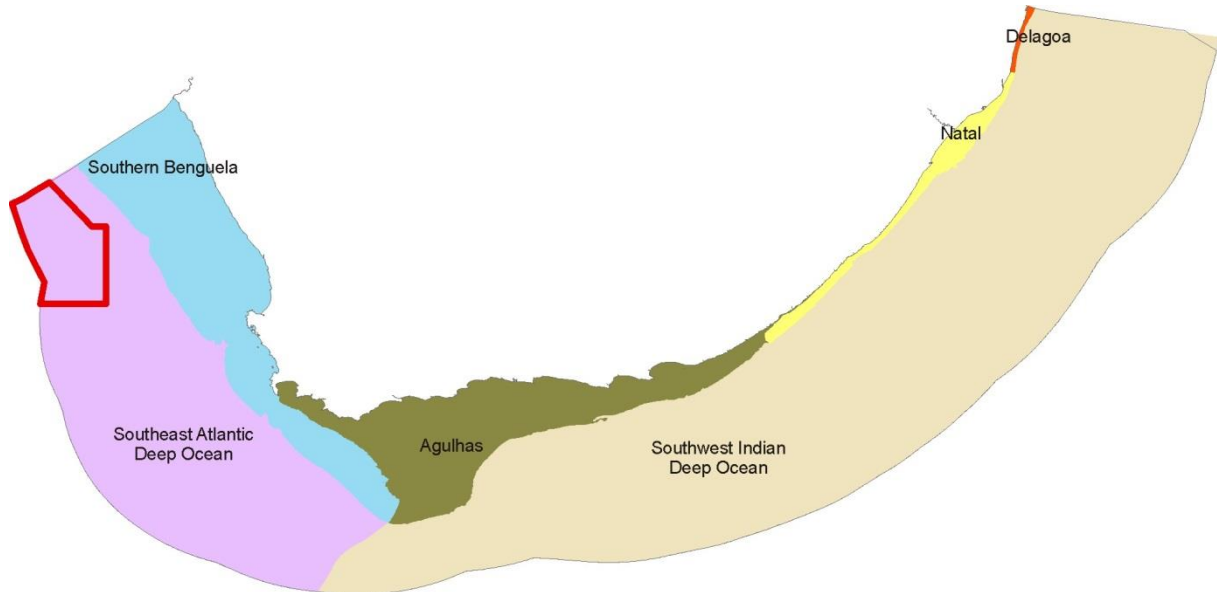 Delagoa
Natal
Southern Benguela
Southeast Atlantic
Deep Ocean
Agulhas
Southwest Indian
Deep Ocean